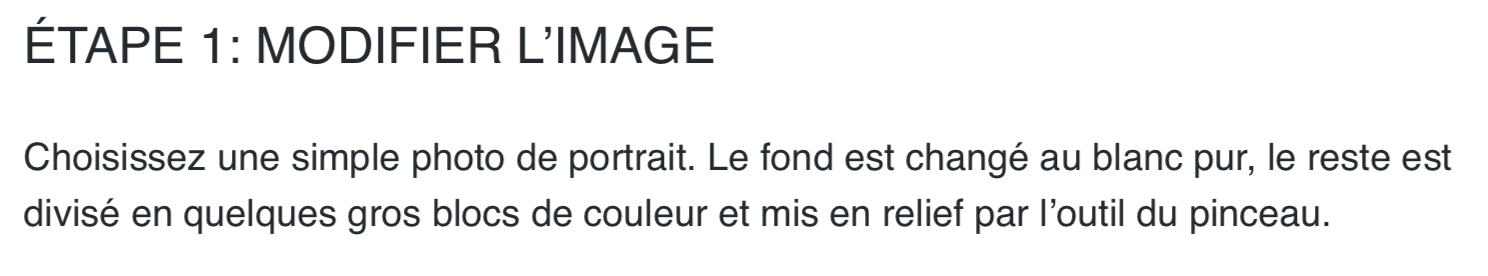 ÉTAPE 1: MODIFIER L’IMAGE
Choisissez une simple photo de portrait. Le fond est changé au blanc pur, le reste est
divisé en quelques gros blocs de couleur et mis en relief par l’outil du pinceau.